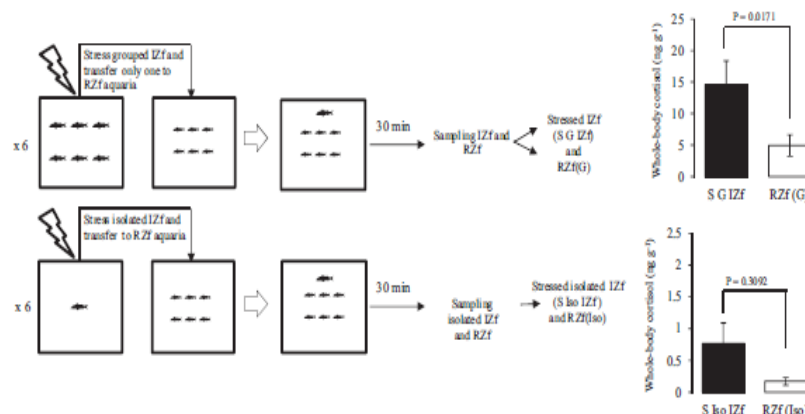 Stress grouped IZf and
transfer only one to
RZf aquaria
x 6
30 min
Sampling IZf and
RZf
Stressed IZf
(S G IZf)
and
RZf(G)
Whole-body cortisol (ng g⁻¹)
P = 0.0171
25
20
15
10
5
0
S G IZf
RZf (G)
Stress isolated IZf and
transfer to RZf aquaria
x 6
30 min
Sampling
isolated IZf
and RZf
Stressed isolated IZf
(S Iso IZf)
and RZf(Iso)
Whole-body cortisol (ng g⁻¹)
P = 0.3092
2.5
2
1.5
1
0.5
0
S Iso IZf
RZf (Iso)